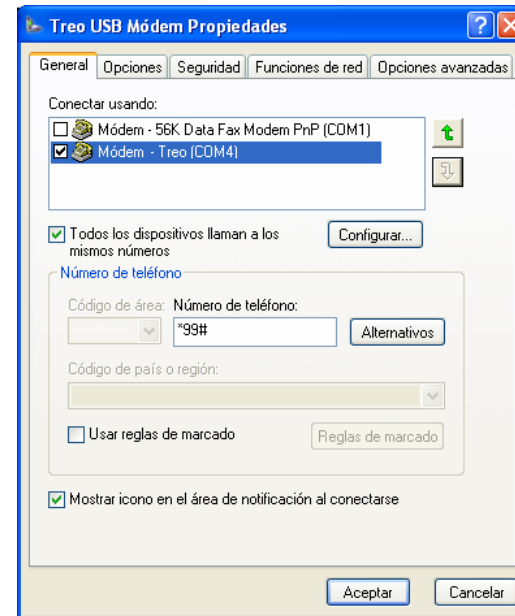 Treo USB Módem Propiedades
General Opciones Seguridad Funciones de red Opciones avanzadas
Conectar usando:
Módem - 56K Data Fax Modem PnP (COM1)
Módem - Treo (COM4)
Todos los dispositivos llaman a los
mismos números
Configurar...
Número de teléfono
Código de área: Número de teléfono:
*99#
Alternativos
Código de país o región:
Usar reglas de marcado
Reglas de marcado
Mostrar icono en el área de notificación al conectarse
Aceptar
Cancelar